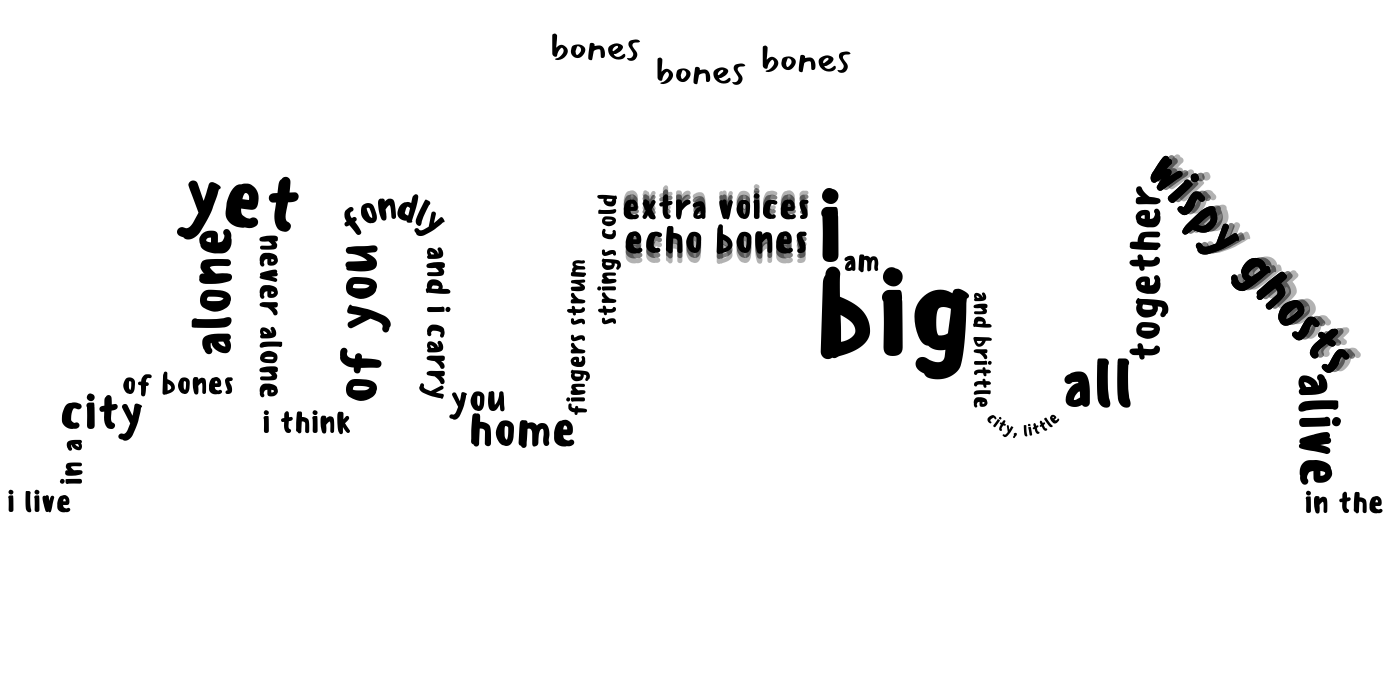 bones
bones
bones
i live
in a
city
of bones
alone
yet
never alone
i think
of you
fondly
and i carry
you
home
fingers strum
strings cold
extra voices
echo bones
i
am
big
and brittle
city, little
all
together
wispy ghosts
alive
in the